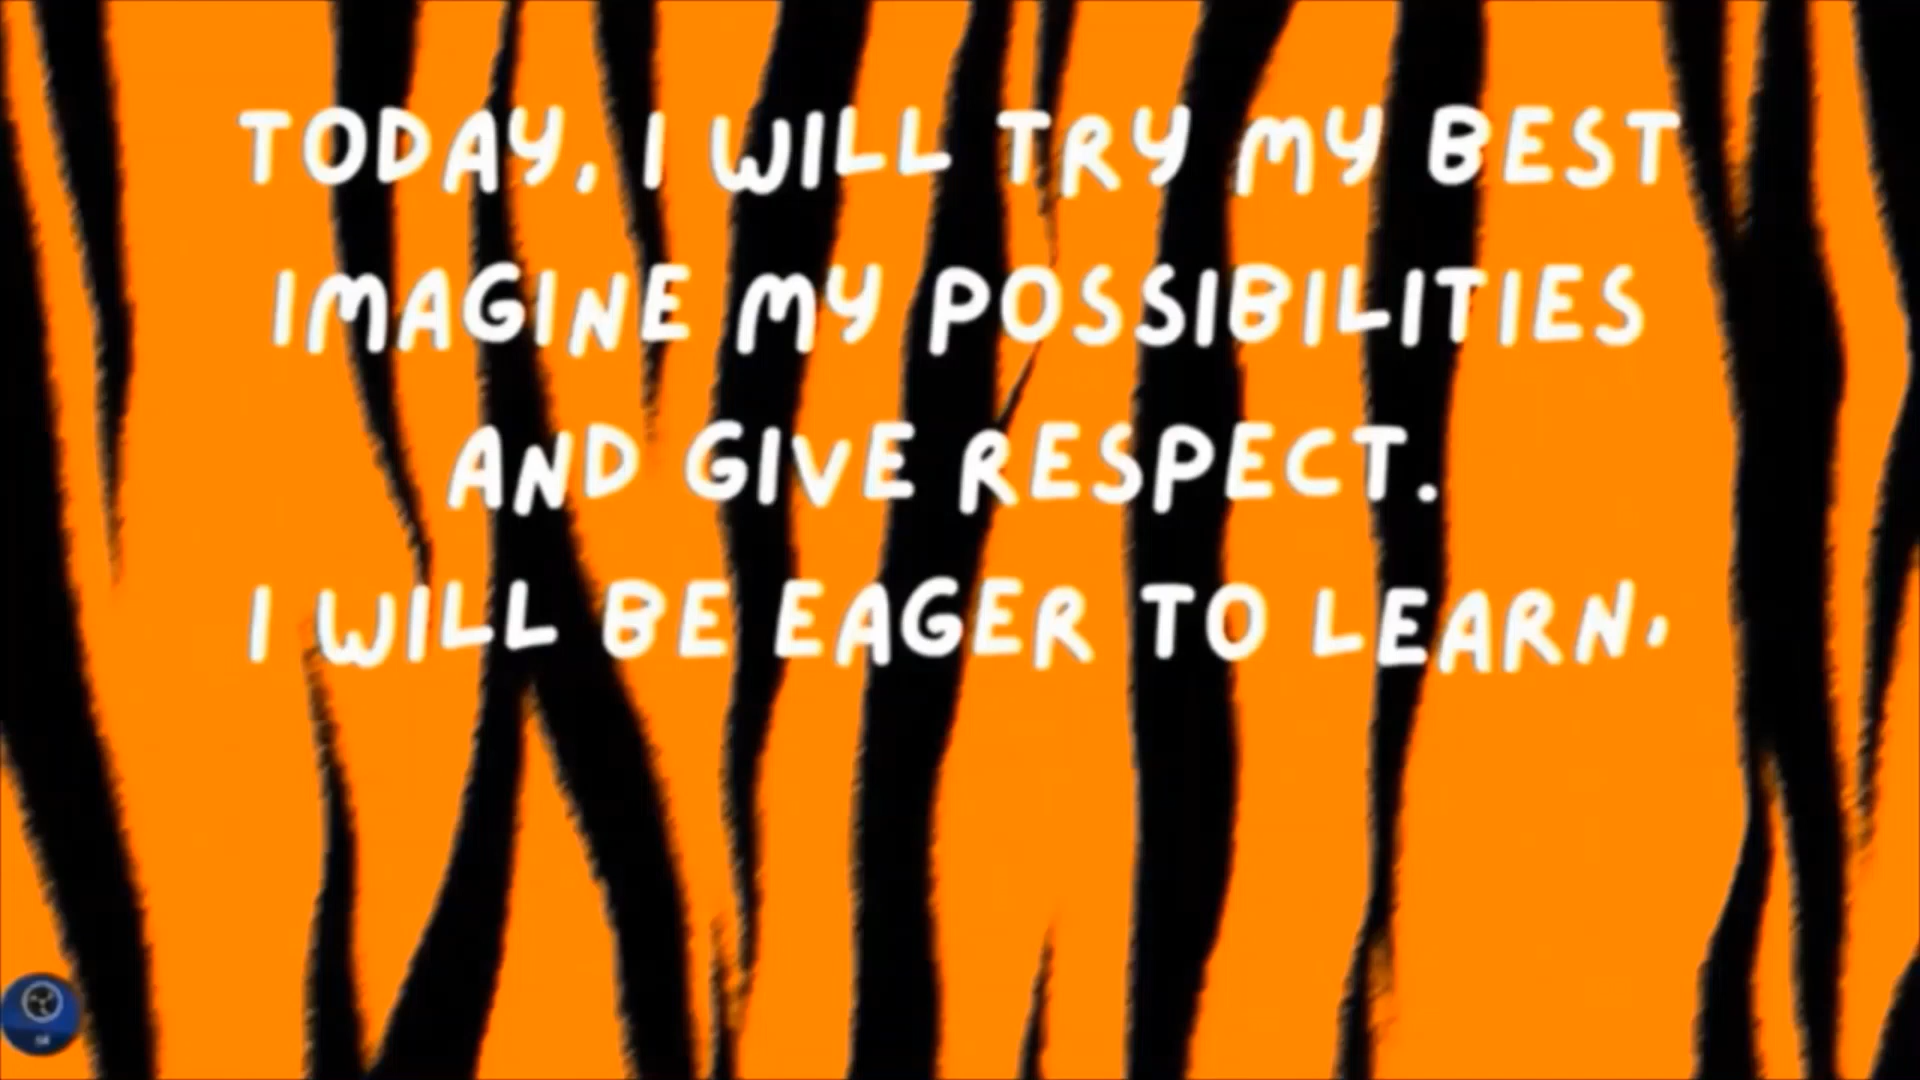 TODAY, I WILL TRY MY BEST
IMAGINE MY POSSIBILITIES
AND GIVE RESPECT.
I WILL BE EAGER TO LEARN,